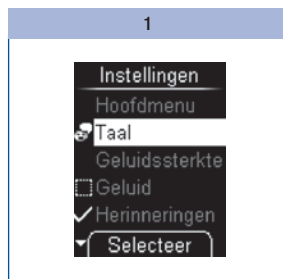 1
Instellingen
Hoofdmenu
Taal
Geluidssterkte
Geluid
Herinneringen
Selecteer